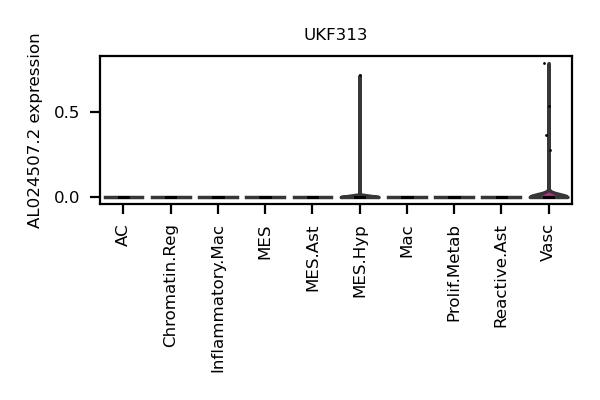 UKF313
AL024507.2 expression
0.5
0.0
AC
Chromatin.Reg
Inflammatory.Mac
MES
MES.Ast
MES.Hyp
Mac
Prolif.Metab
Reactive.Ast
Vasc